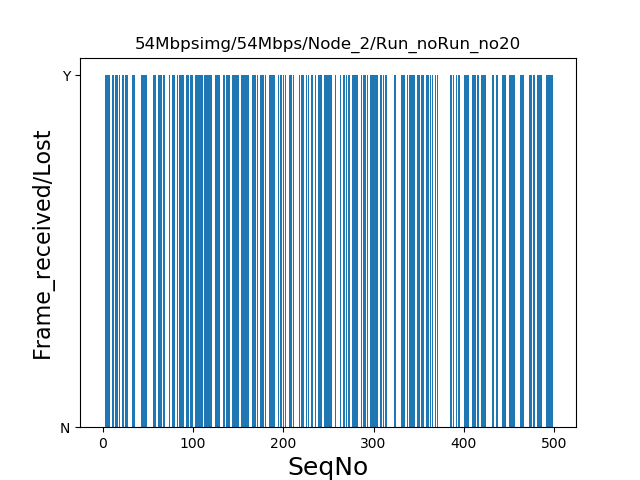 54Mbpsimg/54Mbps/Node_2/Run_noRun_no20
Y
Frame_received/Lost
N
0 100 200 300 400 500
SeqNo